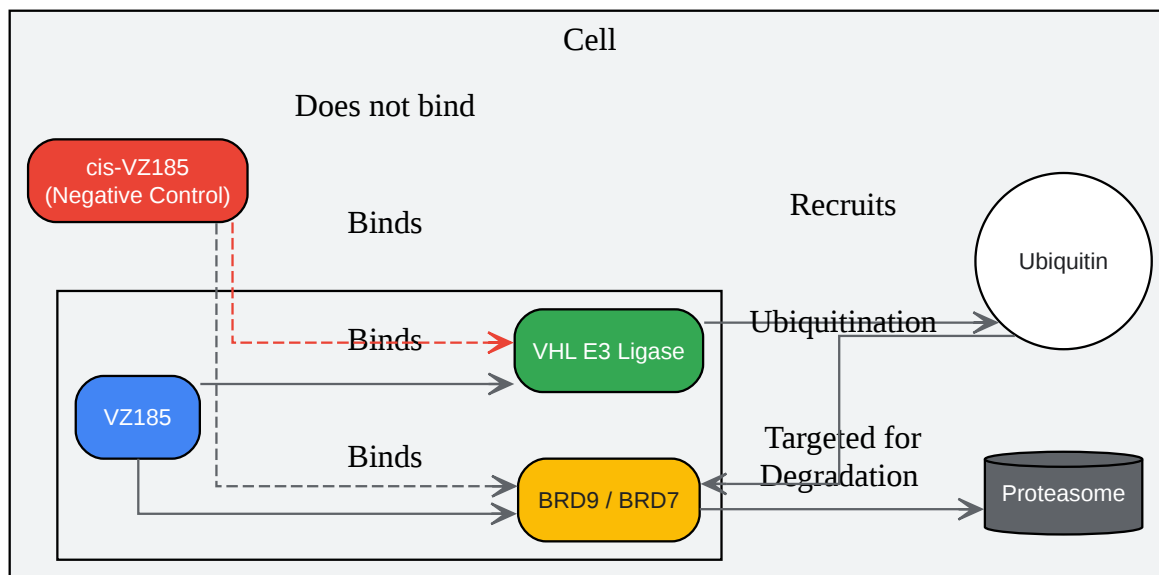 Cell
Does not bind
cis-VZ185
(Negative Control)
Binds
Recruits
Ubiquitin
Binds
Ubiquitination
VHL E3 Ligase
VZ185
Binds
Targeted for
Degradation
BRD9 / BRD7
Proteasome